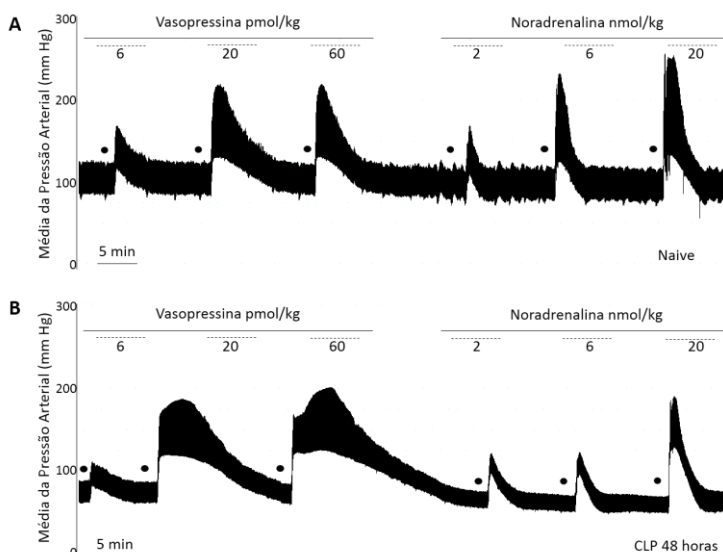 A
Vasopressina pmol/kg
Noradrenalina nmol/kg
6
20
60
2
6
20
Média da Pressão Arterial (mm Hg)
300
200
100
0
5 min
Naive
B
Vasopressina pmol/kg
Noradrenalina nmol/kg
6
20
60
2
6
20
Média da Pressão Arterial (mm Hg)
300
200
100
0
5 min
CLP 48 horas